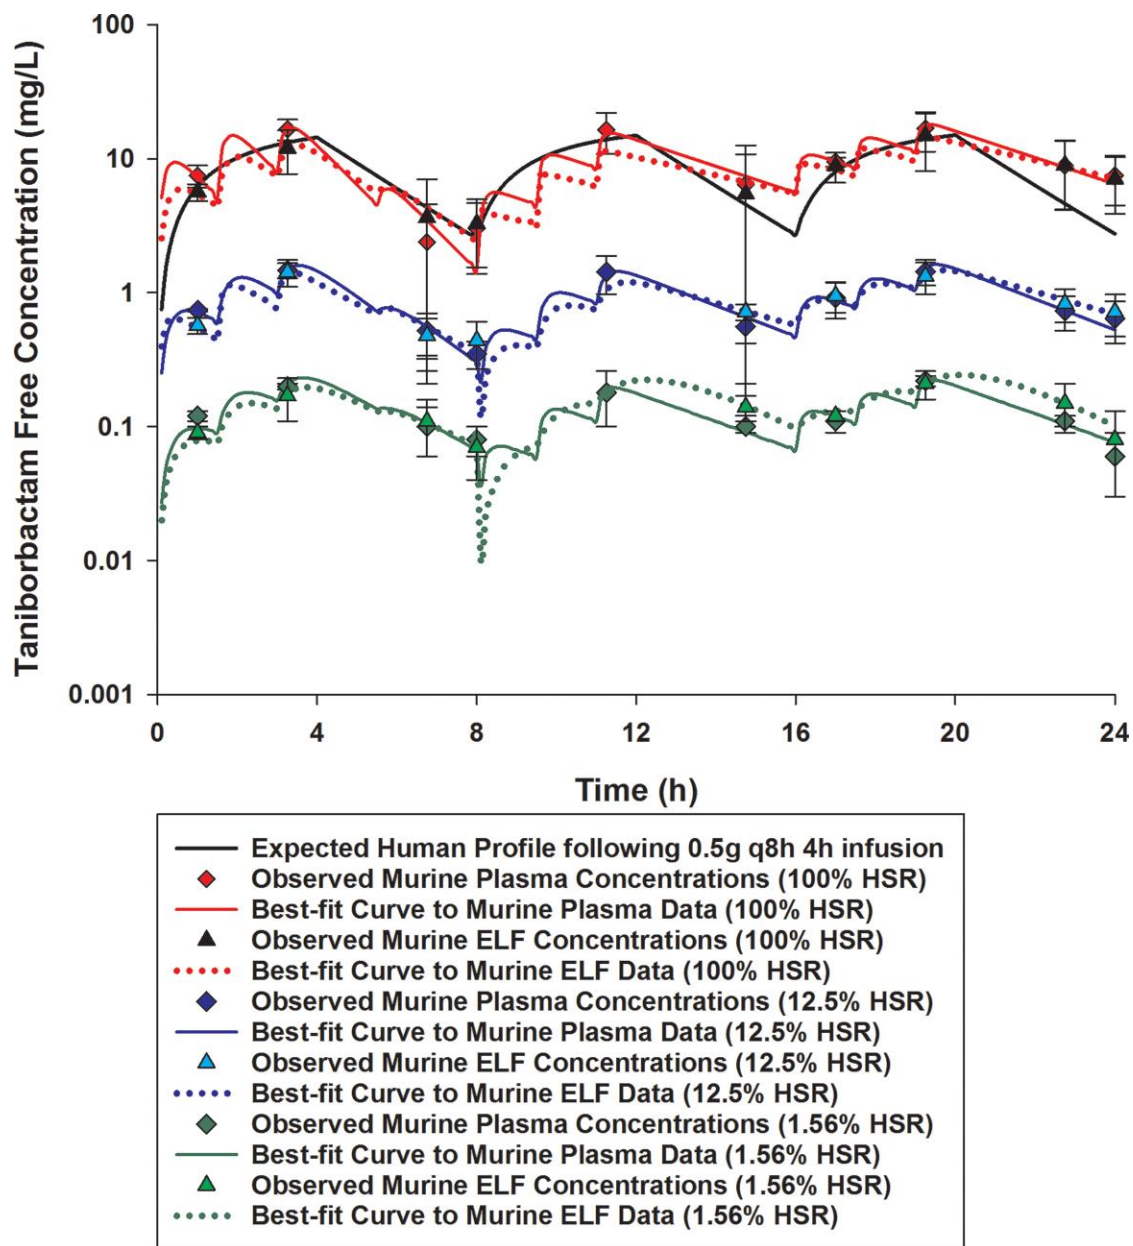 Taniborbactam Free Concentration (mg/L)
100
10
1
0.1
0.01
0.001
0 4 8 12 16 20 24
Time (h)
Expected Human Profile following 0.5g q8h 4h infusion
Observed Murine Plasma Concentrations (100% HSR)
Best-fit Curve to Murine Plasma Data (100% HSR)
Observed Murine ELF Concentrations (100% HSR)
Best-fit Curve to Murine ELF Data (100% HSR)
Observed Murine Plasma Concentrations (12.5% HSR)
Best-fit Curve to Murine Plasma Data (12.5% HSR)
Observed Murine ELF Concentrations (12.5% HSR)
Best-fit Curve to Murine ELF Data (12.5% HSR)
Observed Murine Plasma Concentrations (1.56% HSR)
Best-fit Curve to Murine Plasma Data (1.56% HSR)
Observed Murine ELF Concentrations (1.56% HSR)
Best-fit Curve to Murine ELF Data (1.56% HSR)